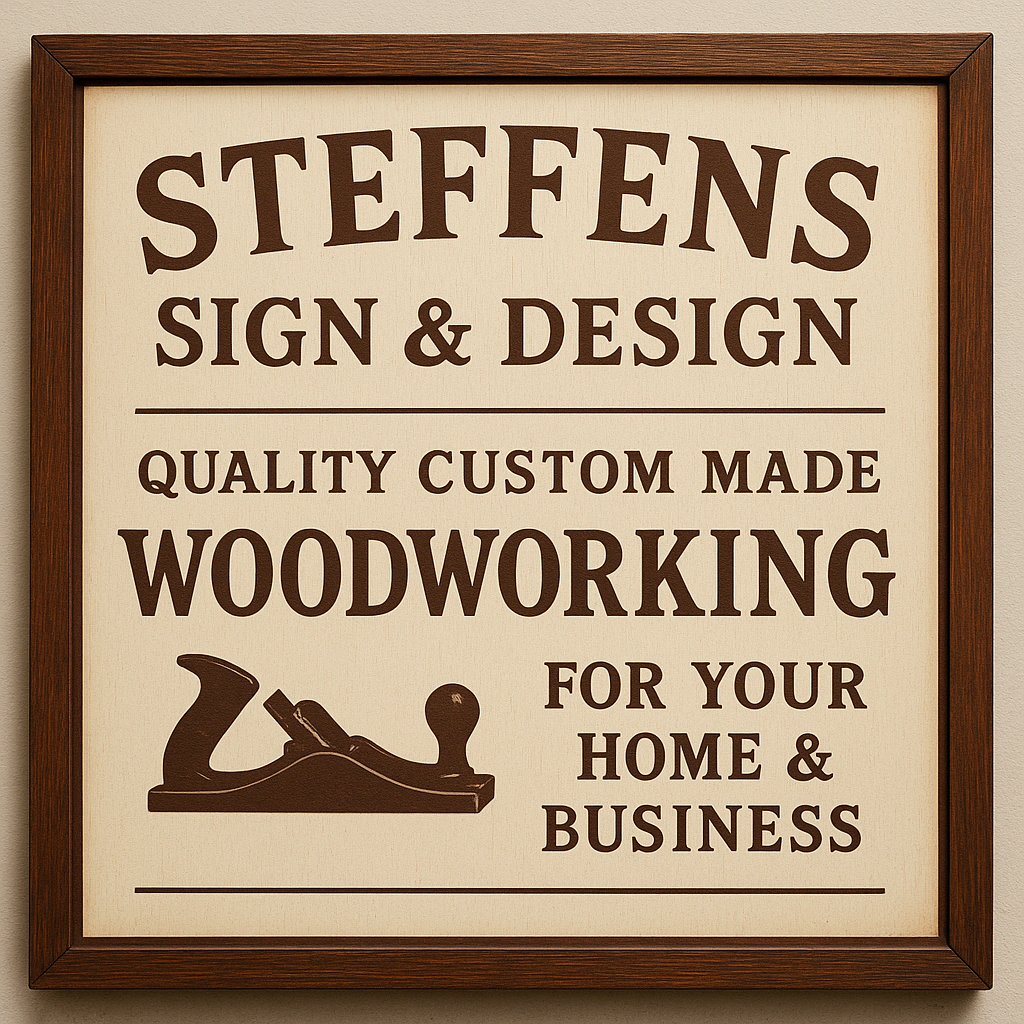 STEFFENS
SIGN & DESIGN
QUALITY CUSTOM MADE
WOODWORKING
FOR YOUR
HOME &
BUSINESS